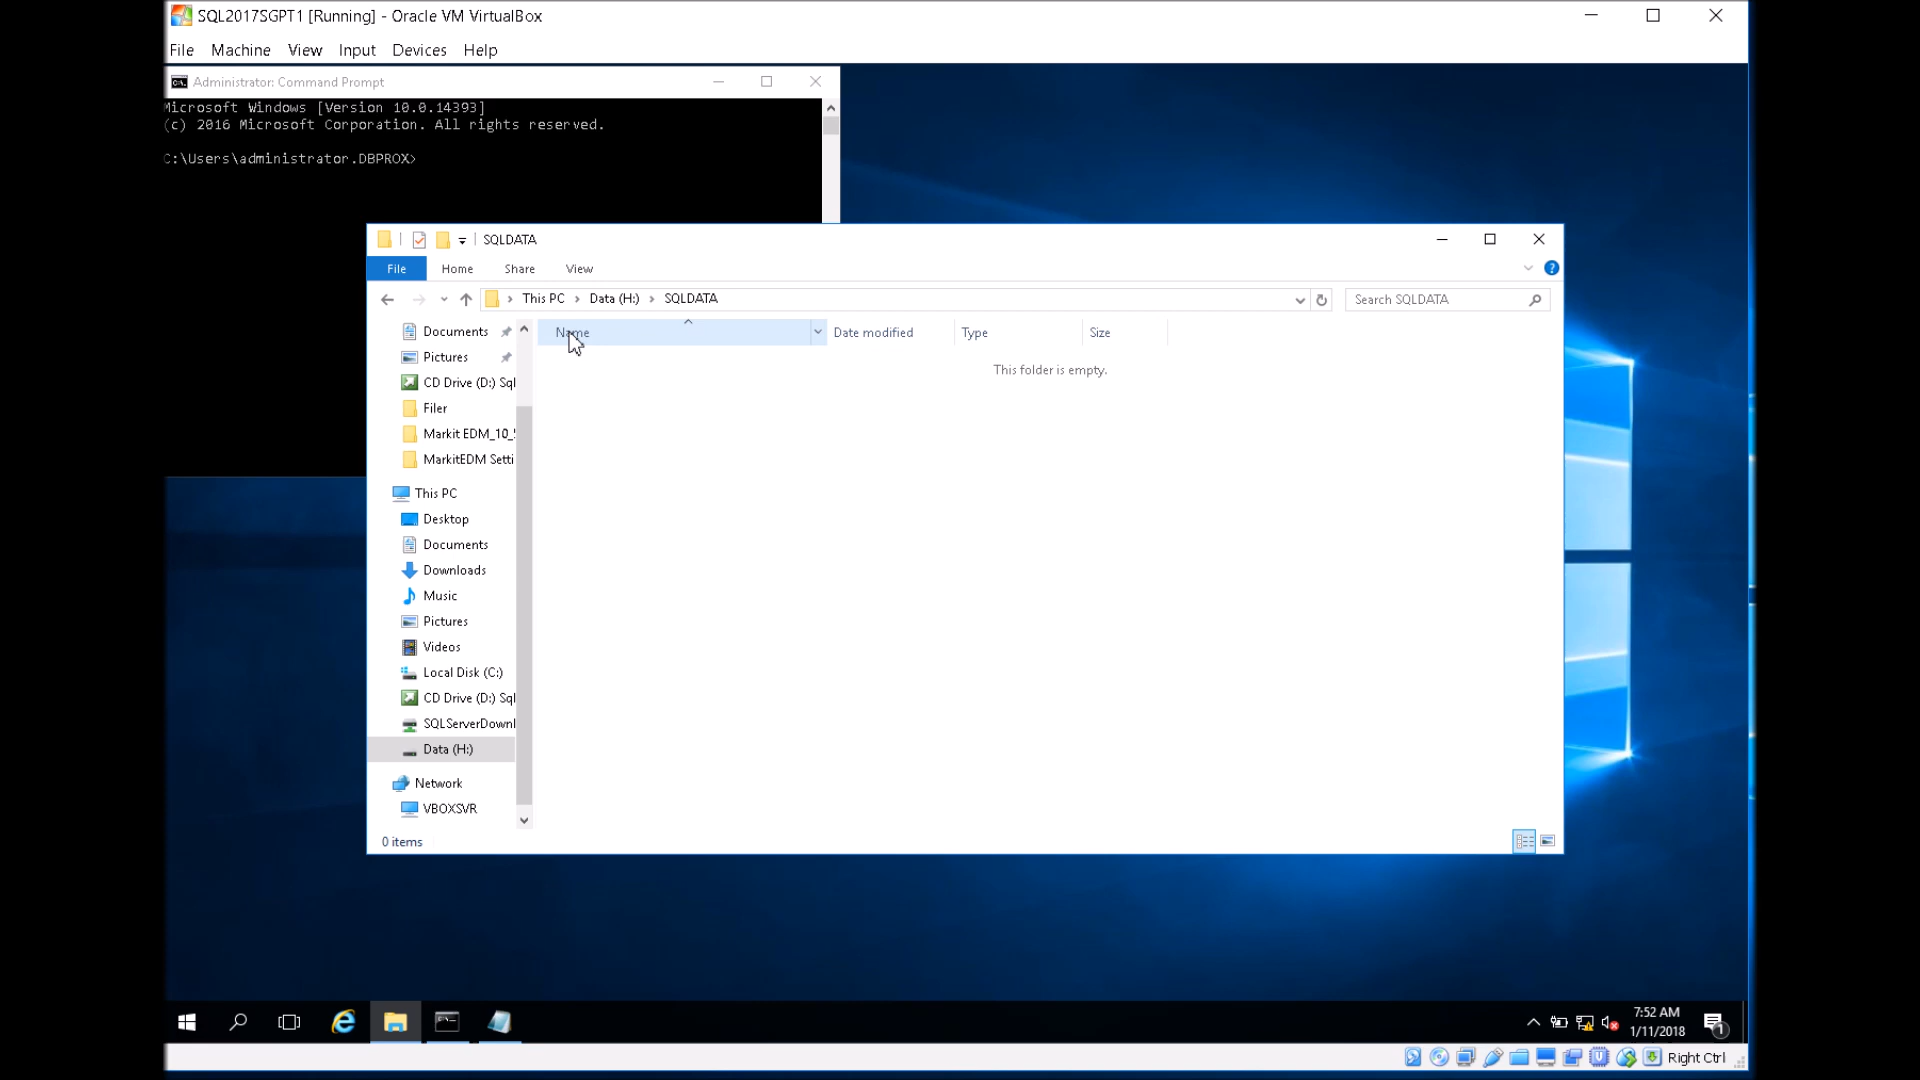 SQL2017SGPT1 [Running] - Oracle VM VirtualBox
File Machine View Input Devices Help
Administrator: Command Prompt
Microsoft Windows [Version 10.0.14393]
(c) 2016 Microsoft Corporation. All rights reserved.
C:\Users\administrator.DBPROX>
SQLDATA
File Home Share View
This PC > Data (H:) > SQLDATA
Search SQLDATA
Name Date modified Type Size
This folder is empty.
Documents
Pictures
CD Drive (D:) Sql
Filer
Markit EDM_10_
MarkitEDM Setti
This PC
Desktop
Documents
Downloads
Music
Pictures
Videos
Local Disk (C:)
CD Drive (D:) Sql
SQLServerDownl
Data (H:)
Network
VBOXSVR
0 items
7:52 AM
1/11/2018
1
Right Ctrl